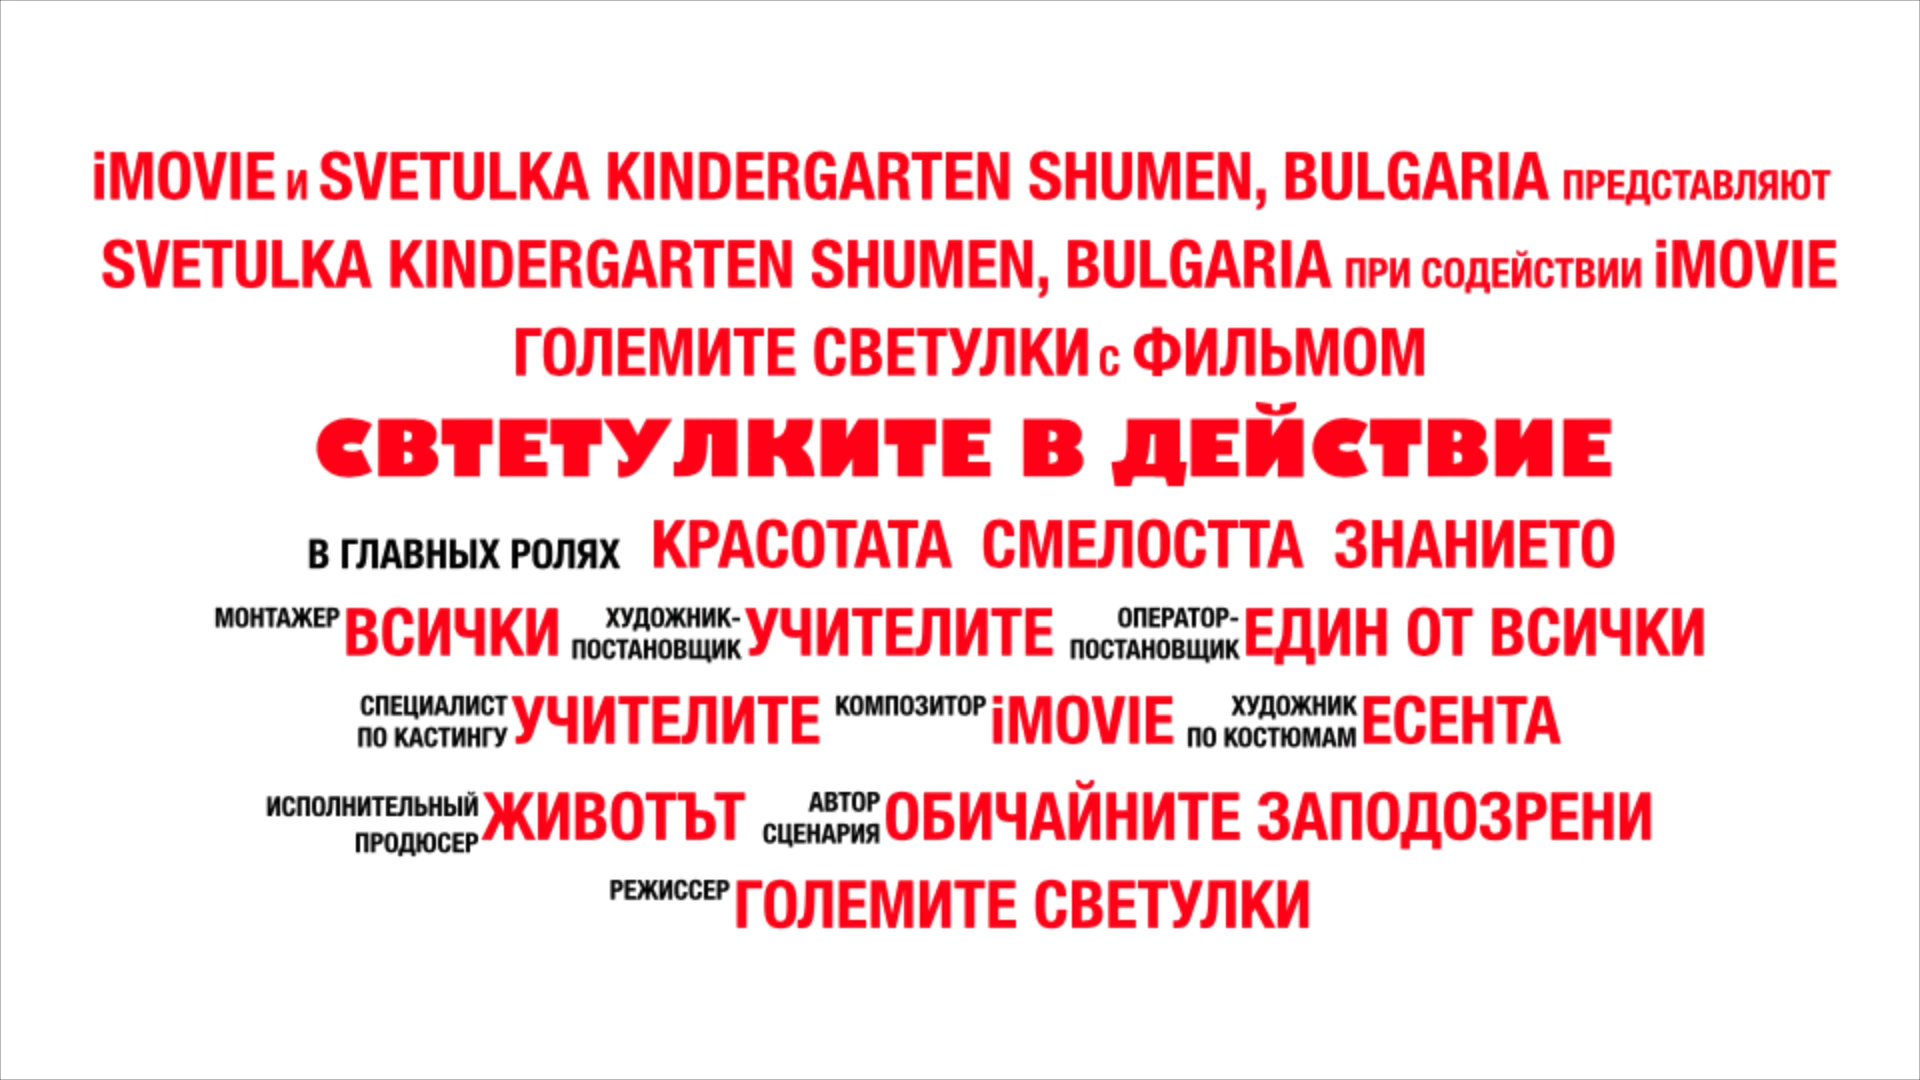 iMOVIE и SVETULKA KINDERGARTEN SHUMEN, BULGARIA ПРЕДСТАВЛЯЮТ
SVETULKA KINDERGARTEN SHUMEN, BULGARIA ПРИ СОДЕЙСТВИИ iMOVIE
ГОЛЕМИТЕ СВЕТУЛКИ С ФИЛЬМОМ
СВТЕТУЛКИТЕ В ДЕЙСТВИЕ
В ГЛАВНЫХ РОЛЯХ КРАСОТАТА СМЕЛОСТТА ЗНАНИЕТО
МОНТАЖЕР ВСИЧКИ ХУДОЖНИК-ПОСТАНОВЩИК УЧИТЕЛИТЕ ОПЕРАТОР-ПОСТАНОВЩИК ЕДИН ОТ ВСИЧКИ
СПЕЦИАЛИСТ ПО КАСТИНГУ УЧИТЕЛИТЕ КОМПОЗИТОР iMOVIE ХУДОЖНИК ПО КОСТЮМАМ ЕСЕНТА
ИСПОЛНИТЕЛЬНЫЙ ПРОДЮСЕР ЖИВОТЪТ АВТОР СЦЕНАРИЯ ОБИЧАЙНИТЕ ЗАПОДОЗРЕНИ
РЕЖИССЕР ГОЛЕМИТЕ СВЕТУЛКИ